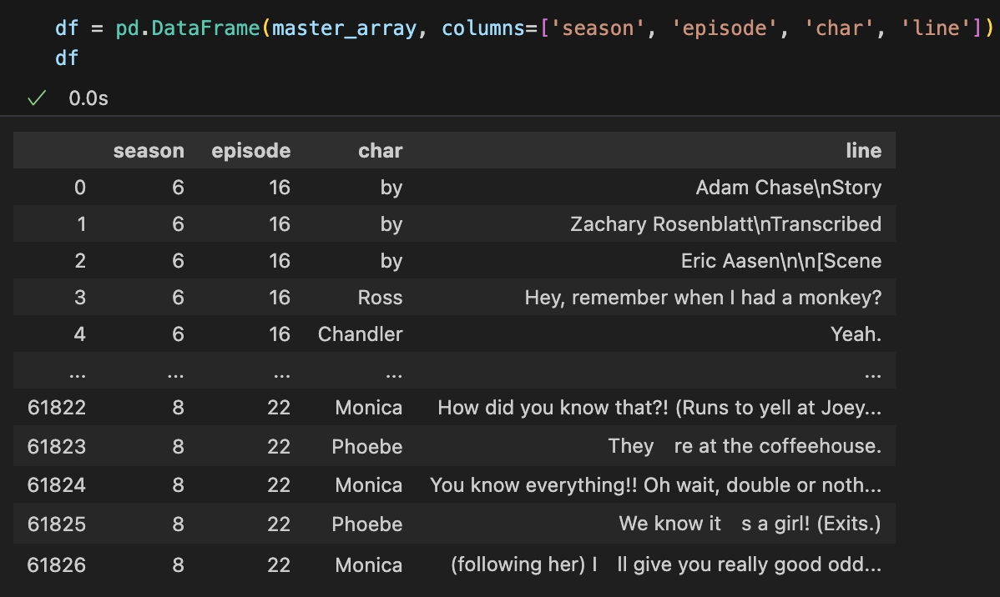 df = pd.DataFrame(master_array, columns=['season', 'episode', 'char', 'line'])
df
0.0s
season episode char line
0 6 16 by Adam Chase\nStory
1 6 16 by Zachary Rosenblatt\nTranscribed
2 6 16 by Eric Aasen\n\n[Scene
3 6 16 Ross Hey, remember when I had a monkey?
4 6 16 Chandler Yeah.
... ... ... ... ...
61822 8 22 Monica How did you know that?! (Runs to yell at Joey...
61823 8 22 Phoebe They re at the coffeehouse.
61824 8 22 Monica You know everything!! Oh wait, double or noth...
61825 8 22 Phoebe We know it s a girl! (Exits.)
61826 8 22 Monica (following her) I ll give you really good odd...